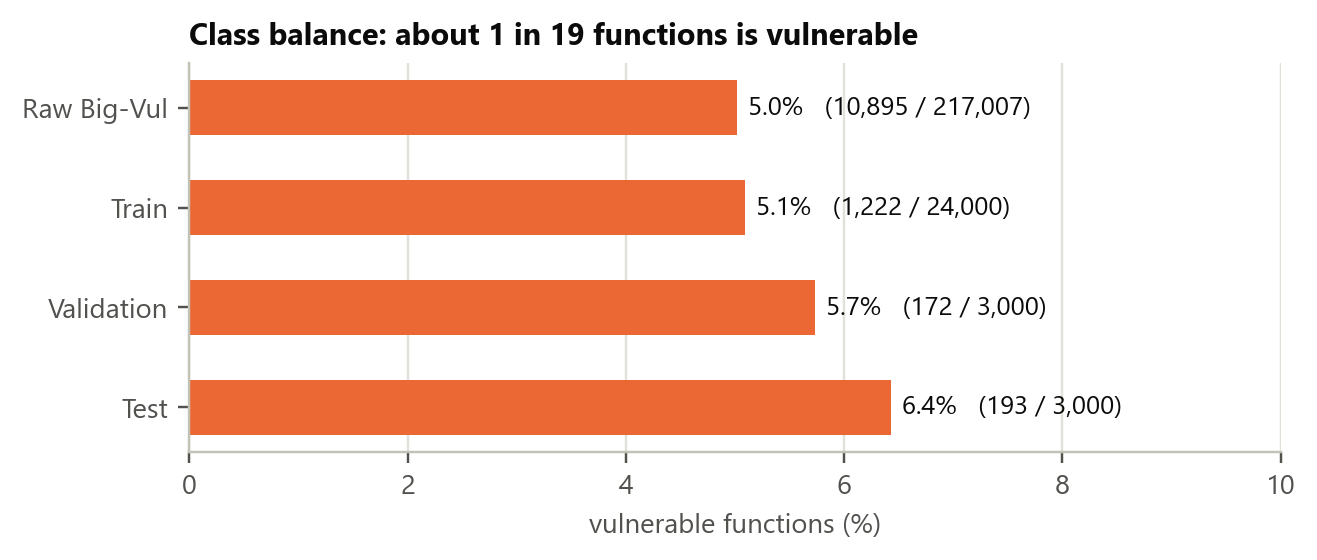 Class balance: about 1 in 19 functions is vulnerable
Raw Big-Vul 5.0% (10,895 / 217,007)
Train 5.1% (1,222 / 24,000)
Validation 5.7% (172 / 3,000)
Test 6.4% (193 / 3,000)
0 2 4 6 8 10
vulnerable functions (%)